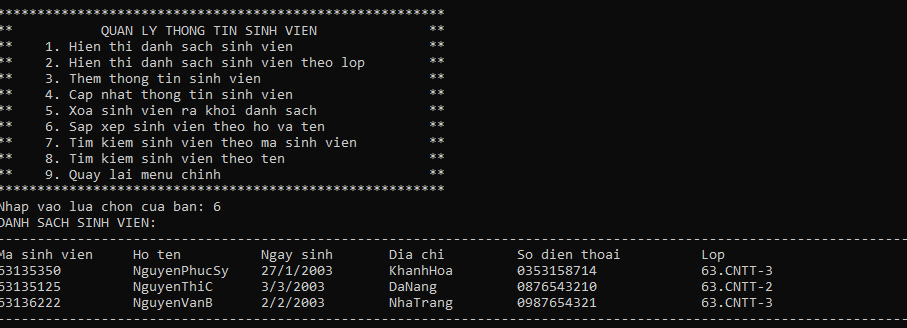 ********************************************************
**           QUAN LY THONG TIN SINH VIEN              **
**    1. Hien thi danh sach sinh vien                 **
**    2. Hien thi danh sach sinh vien theo lop        **
**    3. Them thong tin sinh vien                     **
**    4. Cap nhat thong tin sinh vien                 **
**    5. Xoa sinh vien ra khoi danh sach              **
**    6. Sap xep sinh vien theo ho va ten             **
**    7. Tim kiem sinh vien theo ma sinh vien         **
**    8. Tim kiem sinh vien theo ten                  **
**    9. Quay lai menu chinh                          **
********************************************************
Nhap vao lua chon cua ban: 6
DANH SACH SINH VIEN:
-----------------------------------------------------------------------------------------------------------------
Ma sinh vien     Ho ten          Ngay sinh       Dia chi         So dien thoai          Lop
63135350         NguyenPhucSy    27/1/2003       KhanhHoa        0353158714             63.CNTT-3
63135125         NguyenThiC      3/3/2003        DaNang          0876543210             63.CNTT-2
63136222         NguyenVanB      2/2/2003        NhaTrang        0987654321             63.CNTT-3
-----------------------------------------------------------------------------------------------------------------